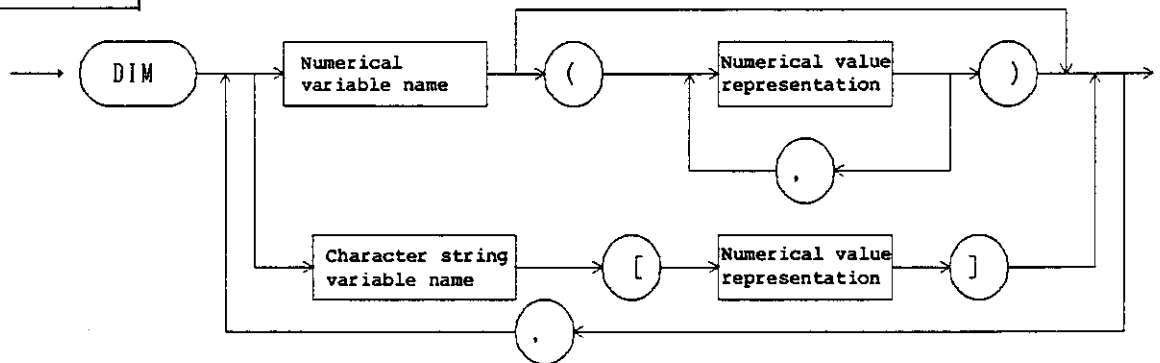 DIM
Numerical
variable name
(
Numerical value
representation
)
,
Character string
variable name
[
Numerical value
representation
]
,